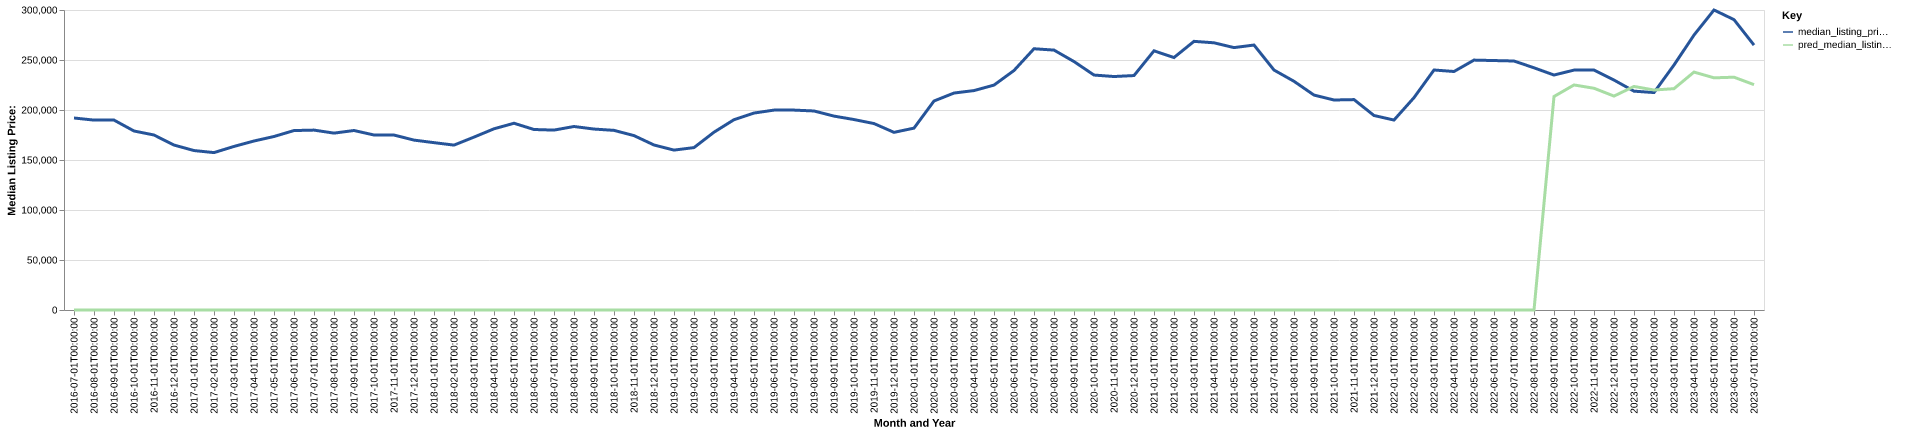 300,000
250,000
200,000
150,000
100,000
50,000
0
Median Listing Price:
2016-07-01T00:00:00
2016-08-01T00:00:00
2016-09-01T00:00:00
2016-10-01T00:00:00
2016-11-01T00:00:00
2016-12-01T00:00:00
2017-01-01T00:00:00
2017-02-01T00:00:00
2017-03-01T00:00:00
2017-04-01T00:00:00
2017-05-01T00:00:00
2017-06-01T00:00:00
2017-07-01T00:00:00
2017-08-01T00:00:00
2017-09-01T00:00:00
2017-10-01T00:00:00
2017-11-01T00:00:00
2017-12-01T00:00:00
2018-01-01T00:00:00
2018-02-01T00:00:00
2018-03-01T00:00:00
2018-04-01T00:00:00
2018-05-01T00:00:00
2018-06-01T00:00:00
2018-07-01T00:00:00
2018-08-01T00:00:00
2018-09-01T00:00:00
2018-10-01T00:00:00
2018-11-01T00:00:00
2018-12-01T00:00:00
2019-01-01T00:00:00
2019-02-01T00:00:00
2019-03-01T00:00:00
2019-04-01T00:00:00
2019-05-01T00:00:00
2019-06-01T00:00:00
2019-07-01T00:00:00
2019-08-01T00:00:00
2019-09-01T00:00:00
2019-10-01T00:00:00
2019-11-01T00:00:00
2019-12-01T00:00:00
2020-01-01T00:00:00
2020-02-01T00:00:00
2020-03-01T00:00:00
2020-04-01T00:00:00
2020-05-01T00:00:00
2020-06-01T00:00:00
2020-07-01T00:00:00
2020-08-01T00:00:00
2020-09-01T00:00:00
2020-10-01T00:00:00
2020-11-01T00:00:00
2020-12-01T00:00:00
2021-01-01T00:00:00
2021-02-01T00:00:00
2021-03-01T00:00:00
2021-04-01T00:00:00
2021-05-01T00:00:00
2021-06-01T00:00:00
2021-07-01T00:00:00
2021-08-01T00:00:00
2021-09-01T00:00:00
2021-10-01T00:00:00
2021-11-01T00:00:00
2021-12-01T00:00:00
2022-01-01T00:00:00
2022-02-01T00:00:00
2022-03-01T00:00:00
2022-04-01T00:00:00
2022-05-01T00:00:00
2022-06-01T00:00:00
2022-07-01T00:00:00
2022-08-01T00:00:00
2022-09-01T00:00:00
2022-10-01T00:00:00
2022-11-01T00:00:00
2022-12-01T00:00:00
2023-01-01T00:00:00
2023-02-01T00:00:00
2023-03-01T00:00:00
2023-04-01T00:00:00
2023-05-01T00:00:00
2023-06-01T00:00:00
2023-07-01T00:00:00
Month and Year
Key
median_listing_pri…
pred_median_listin…